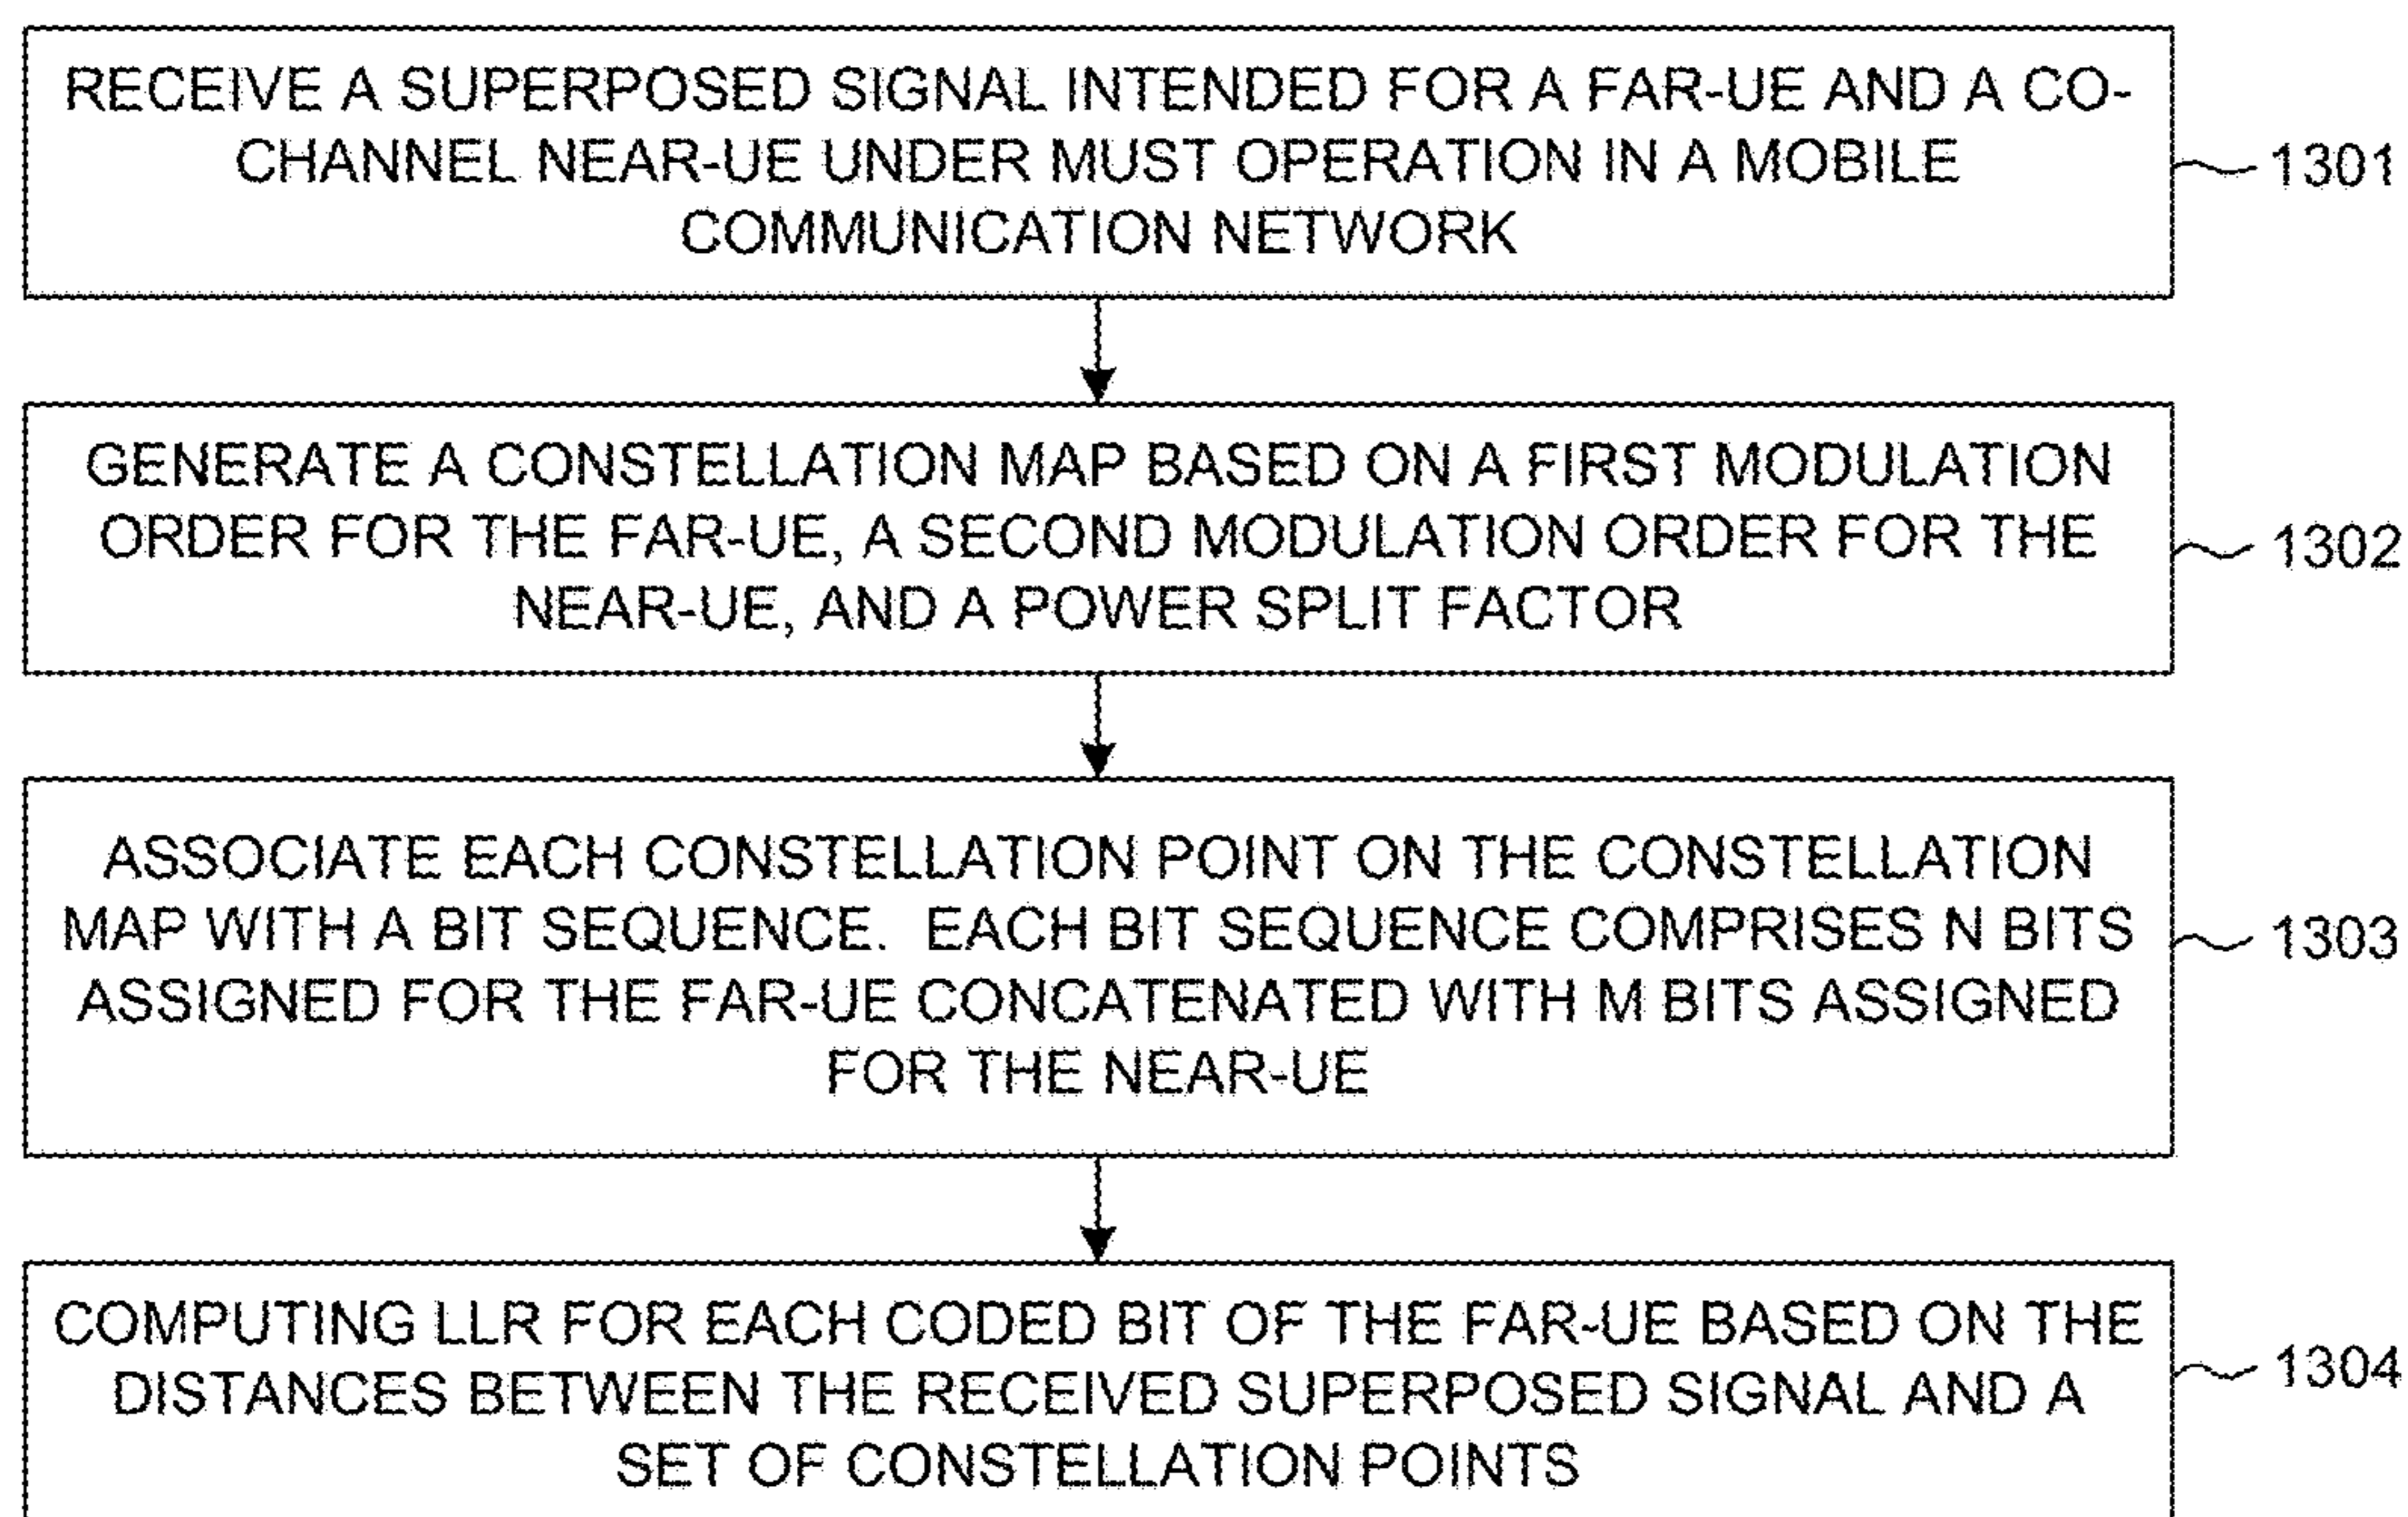 RECEIVE A SUPERPOSED SIGNAL INTENDED FOR A FAR-UE AND A CO-
CHANNEL NEAR-UE UNDER MUST OPERATION IN A MOBILE
COMMUNICATION NETWORK
1301
GENERATE A CONSTELLATION MAP BASED ON A FIRST MODULATION
ORDER FOR THE FAR-UE, A SECOND MODULATION ORDER FOR THE
NEAR-UE, AND A POWER SPLIT FACTOR
1302
ASSOCIATE EACH CONSTELLATION POINT ON THE CONSTELLATION
MAP WITH A BIT SEQUENCE. EACH BIT SEQUENCE COMPRISES N BITS
ASSIGNED FOR THE FAR-UE CONCATENATED WITH M BITS ASSIGNED
FOR THE NEAR-UE
1303
COMPUTING LLR FOR EACH CODED BIT OF THE FAR-UE BASED ON THE
DISTANCES BETWEEN THE RECEIVED SUPERPOSED SIGNAL AND A
SET OF CONSTELLATION POINTS
1304